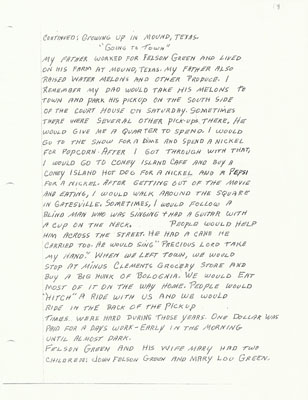 CONTINUED: GROWING UP IN MOUND, TEXAS.
"GOING TO TOWN"
MY FATHER WORKED FOR FELSON GREEN AND LIVED
ON HIS FARM AT MOUND, TEXAS. MY FATHER ALSO
RAISED WATER MELONS AND OTHER PRODUCE. I
REMEMBER MY DAD WOULD TAKE HIS MELONS TO
TOWN AND PARK HIS PICKUP ON THE SOUTH SIDE
OF THE COURT HOUSE ON SATURDAY. SOMETIMES
THERE WERE SEVERAL OTHER PICK-UPS THERE. HE
WOULD GIVE ME A QUARTER TO SPEND. I WOULD
GO TO THE SHOW FOR A DIME AND SPEND A NICKEL
FOR POPCORN. AFTER I GOT THROUGH WITH THAT,
I WOULD GO TO CONEY ISLAND CAFE AND BUY A
CONEY ISLAND HOT DOG FOR A NICKEL AND A PEPSI
FOR A NICKEL. AFTER GETTING OUT OF THE MOVIE
AND EATING, I WOULD WALK AROUND THE SQUARE
IN GATESVILLE. SOMETIMES, I WOULD FOLLOW A
BLIND MAN WHO WAS SINGING & HAD A GUITAR WITH
A CUP ON THE NECK. PEOPLE WOULD HELP
HIM ACROSS THE STREET. HE HAD A CANE HE
CARRIED TOO. HE WOULD SING "PRECIOUS LORD TAKE
MY HAND." WHEN WE LEFT TOWN, WE WOULD
STOP AT MINUS CLEMENTS GROCERY STORE AND
BUY A BIG HUNK OF BOLOGNIA. WE WOULD EAT
MOST OF IT ON THE WAY HOME. PEOPLE WOULD
"HITCH" A RIDE WITH US AND WE WOULD
RIDE IN THE BACK OF THE PICKUP
TIMES WERE HARD DURING THOSE YEARS. ONE DOLLAR WAS
PAID FOR A DAYS WORK - EARLY IN THE MORNING
UNTIL ALMOST DARK.
FELSON GREEN AND HIS WIFE MARY HAD TWO
CHILDREN: JOHN FELSON GREEN AND MARY LOU GREEN.